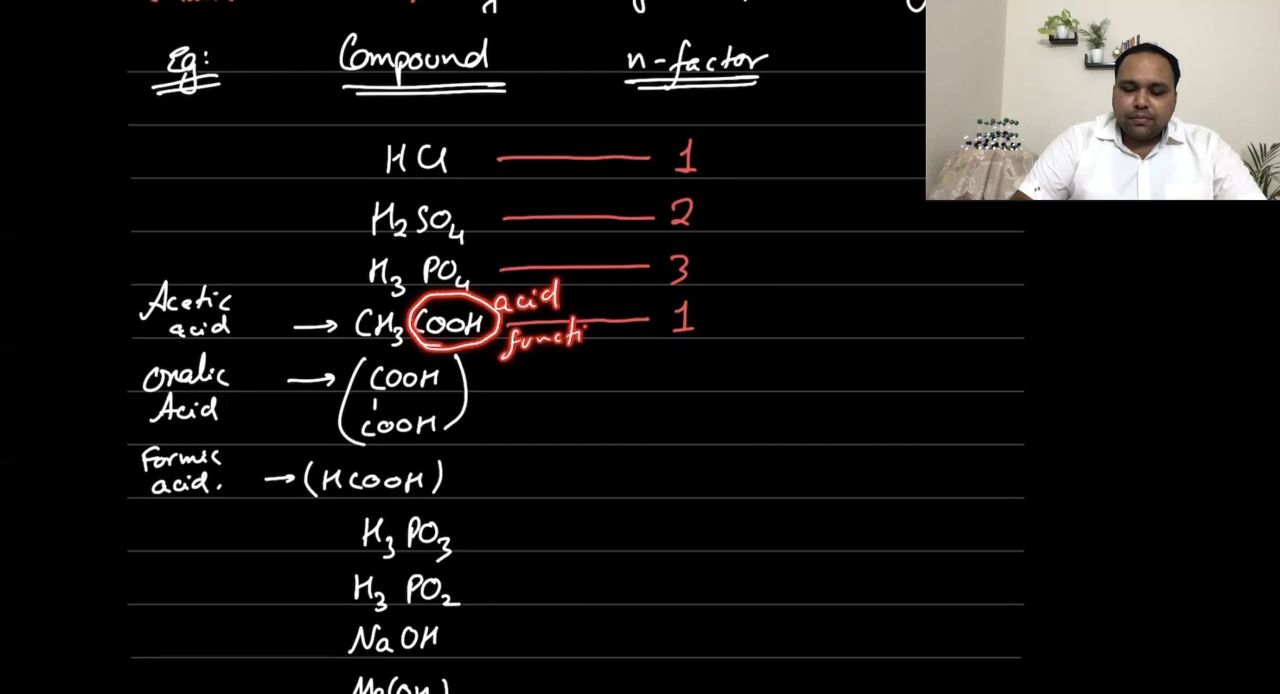 Eg: Compound n-factor
HCl 1
H2SO4 2
H3PO4 3
Acetic acid → CH3COOH 1
acid
functi
Oxalic Acid → (COOH
COOH)
Formic acid. → (HCOOH)
H3PO3
H3PO2
NaOH